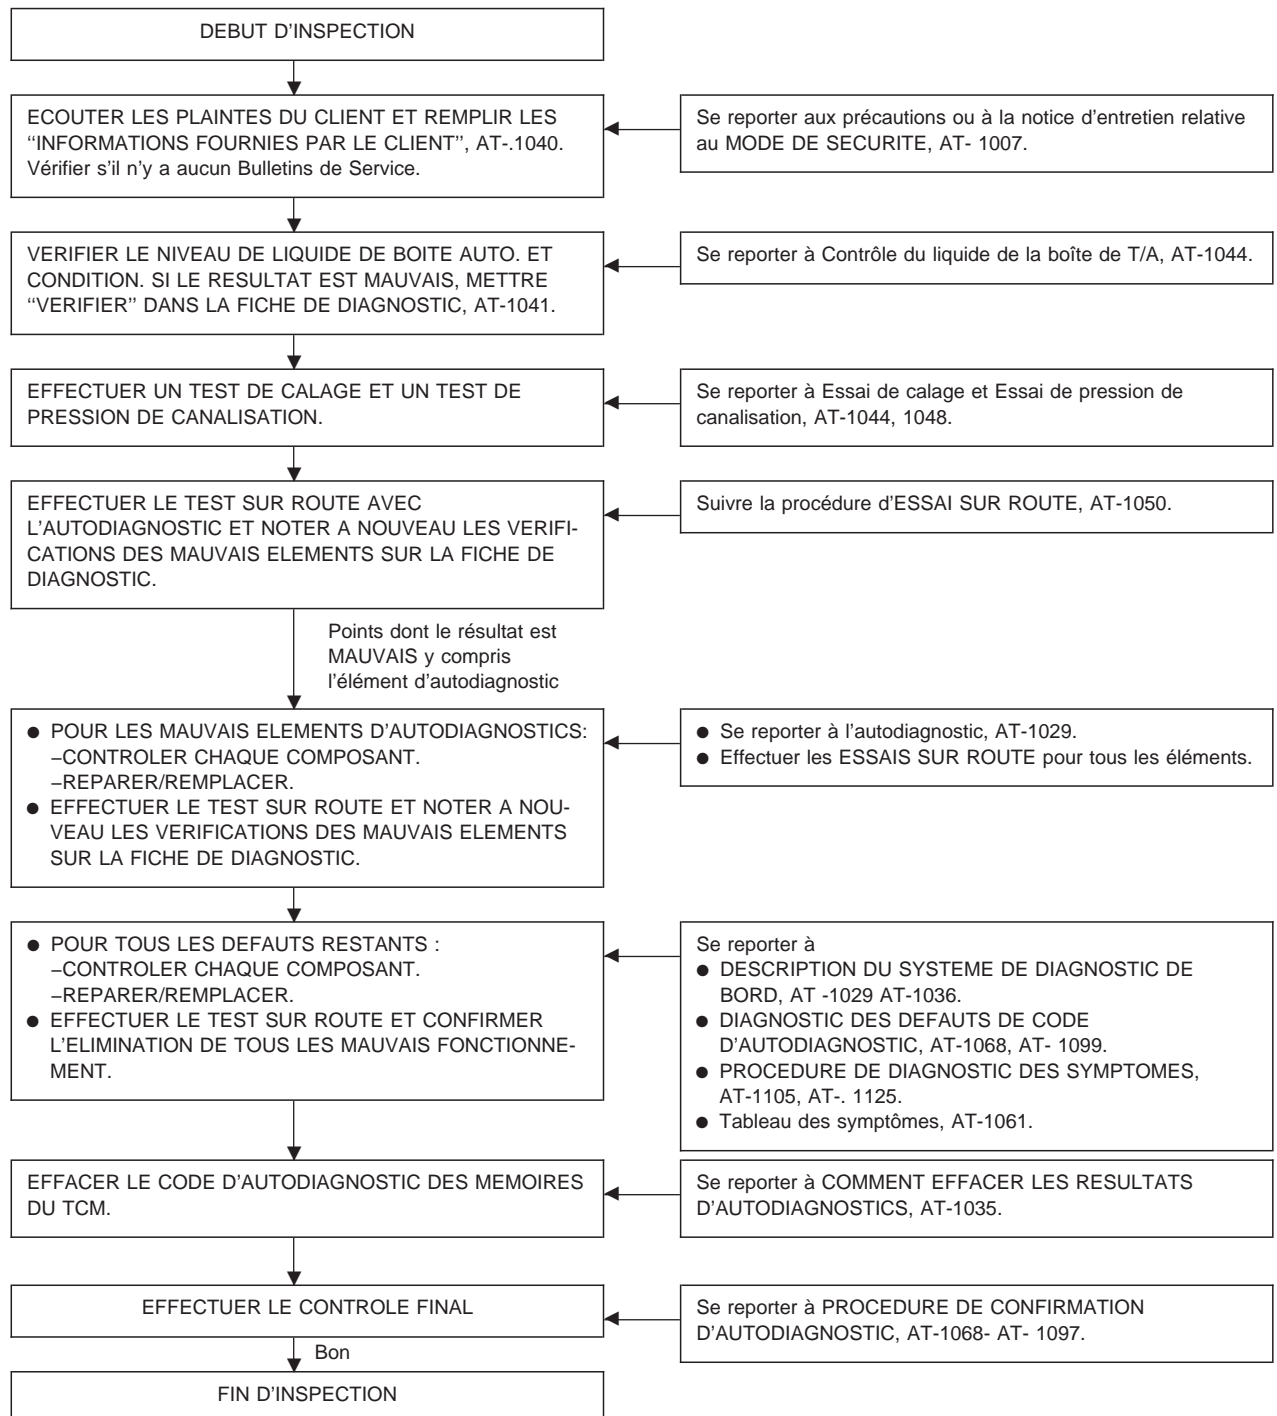 DEBUT D'INSPECTION
ECOUTER LES PLAINTES DU CLIENT ET REMPLIR LES
‘‘INFORMATIONS FOURNIES PAR LE CLIENT’’, AT-.1040.
Vérifier s'il n'y a aucun Bulletins de Service.
Se reporter aux précautions ou à la notice d'entretien relative
au MODE DE SECURITE, AT- 1007.
VERIFIER LE NIVEAU DE LIQUIDE DE BOITE AUTO. ET
CONDITION. SI LE RESULTAT EST MAUVAIS, METTRE
‘‘VERIFIER’’ DANS LA FICHE DE DIAGNOSTIC, AT-1041.
Se reporter à Contrôle du liquide de la boîte de T/A, AT-1044.
EFFECTUER UN TEST DE CALAGE ET UN TEST DE
PRESSION DE CANALISATION.
Se reporter à Essai de calage et Essai de pression de
canalisation, AT-1044, 1048.
EFFECTUER LE TEST SUR ROUTE AVEC
L'AUTODIAGNOSTIC ET NOTER A NOUVEAU LES VERIFI-
CATIONS DES MAUVAIS ELEMENTS SUR LA FICHE DE
DIAGNOSTIC.
Suivre la procédure d'ESSAI SUR ROUTE, AT-1050.
Points dont le résultat est
MAUVAIS y compris
l'élément d'autodiagnostic
● POUR LES MAUVAIS ELEMENTS D'AUTODIAGNOSTICS:
–CONTROLER CHAQUE COMPOSANT.
–REPARER/REMPLACER.
● EFFECTUER LE TEST SUR ROUTE ET NOTER A NOU-
VEAU LES VERIFICATIONS DES MAUVAIS ELEMENTS
SUR LA FICHE DE DIAGNOSTIC.
● Se reporter à l'autodiagnostic, AT-1029.
● Effectuer les ESSAIS SUR ROUTE pour tous les éléments.
● POUR TOUS LES DEFAUTS RESTANTS :
–CONTROLER CHAQUE COMPOSANT.
–REPARER/REMPLACER.
● EFFECTUER LE TEST SUR ROUTE ET CONFIRMER
L'ELIMINATION DE TOUS LES MAUVAIS FONCTIONNE-
MENT.
Se reporter à
● DESCRIPTION DU SYSTEME DE DIAGNOSTIC DE
BORD, AT -1029 AT-1036.
● DIAGNOSTIC DES DEFAUTS DE CODE
D'AUTODIAGNOSTIC, AT-1068, AT- 1099.
● PROCEDURE DE DIAGNOSTIC DES SYMPTOMES,
AT-1105, AT-. 1125.
● Tableau des symptômes, AT-1061.
EFFACER LE CODE D'AUTODIAGNOSTIC DES MEMOIRES
DU TCM.
Se reporter à COMMENT EFFACER LES RESULTATS
D'AUTODIAGNOSTICS, AT-1035.
EFFECTUER LE CONTROLE FINAL
Se reporter à PROCEDURE DE CONFIRMATION
D'AUTODIAGNOSTIC, AT-1068- AT- 1097.
Bon
FIN D'INSPECTION